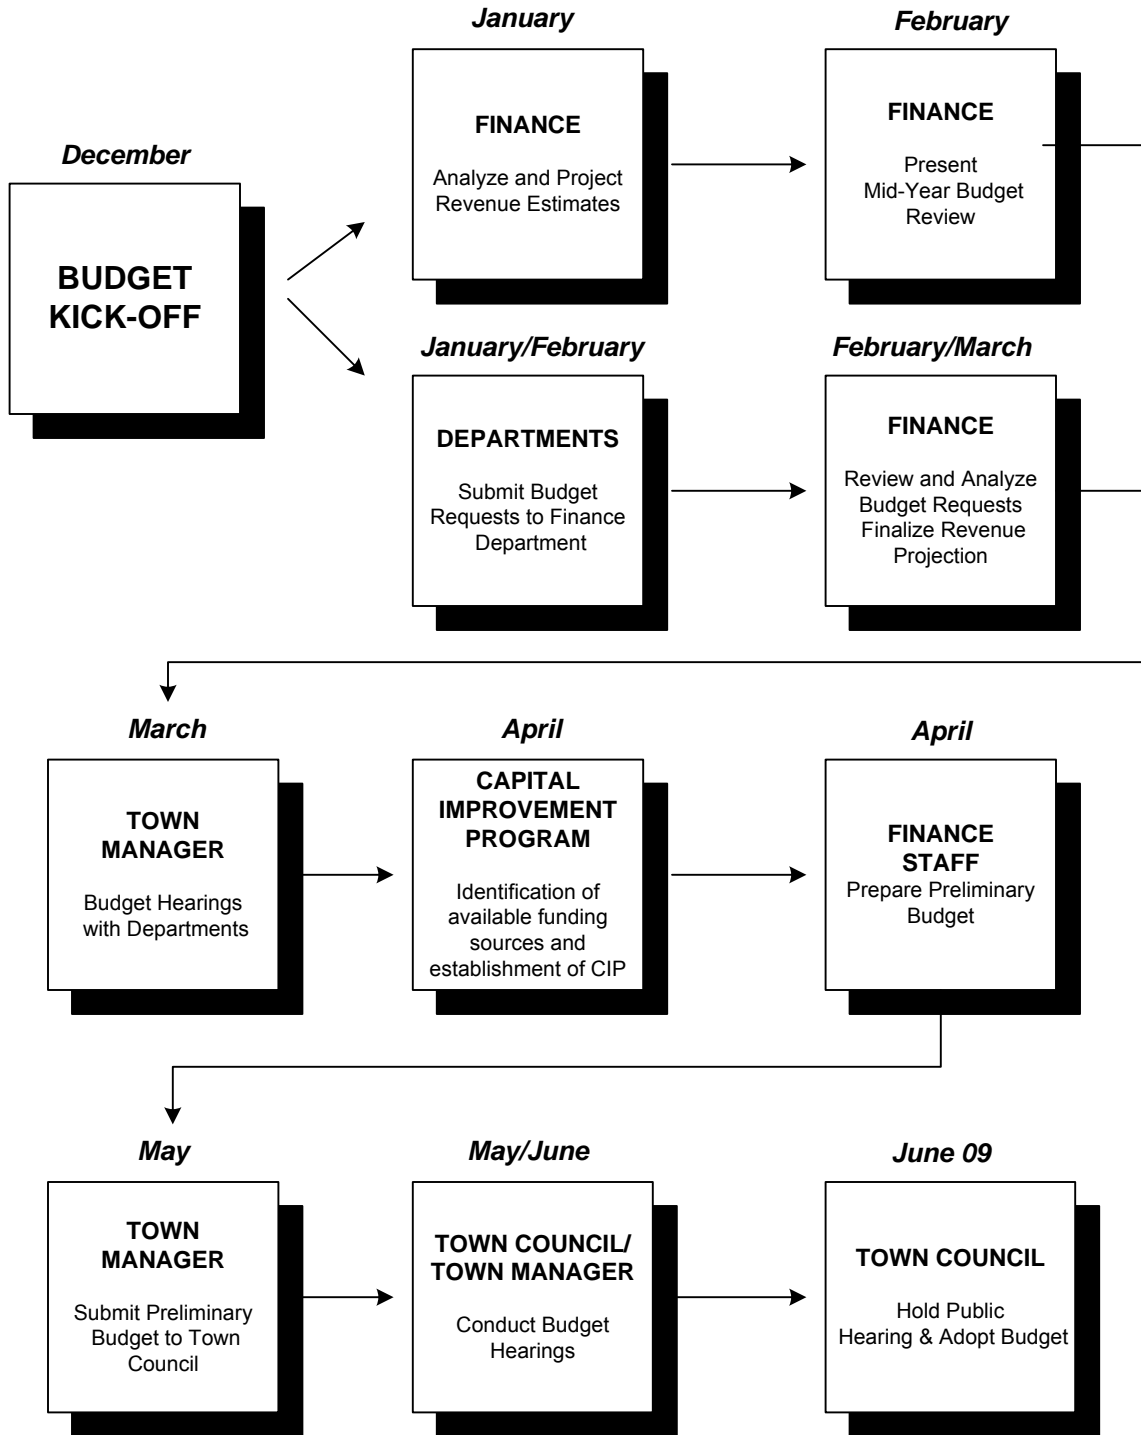 December
BUDGET
KICK-OFF
January
FINANCE
Analyze and Project
Revenue Estimates
February
FINANCE
Present
Mid-Year Budget
Review
January/February
DEPARTMENTS
Submit Budget
Requests to Finance
Department
February/March
FINANCE
Review and Analyze
Budget Requests
Finalize Revenue
Projection
March
TOWN
MANAGER
Budget Hearings
with Departments
April
CAPITAL
IMPROVEMENT
PROGRAM
Identification of
available funding
sources and
establishment of CIP
April
FINANCE
STAFF
Prepare Preliminary
Budget
May
TOWN
MANAGER
Submit Preliminary
Budget to Town
Council
May/June
TOWN COUNCIL/
TOWN MANAGER
Conduct Budget
Hearings
June 09
TOWN COUNCIL
Hold Public
Hearing & Adopt Budget